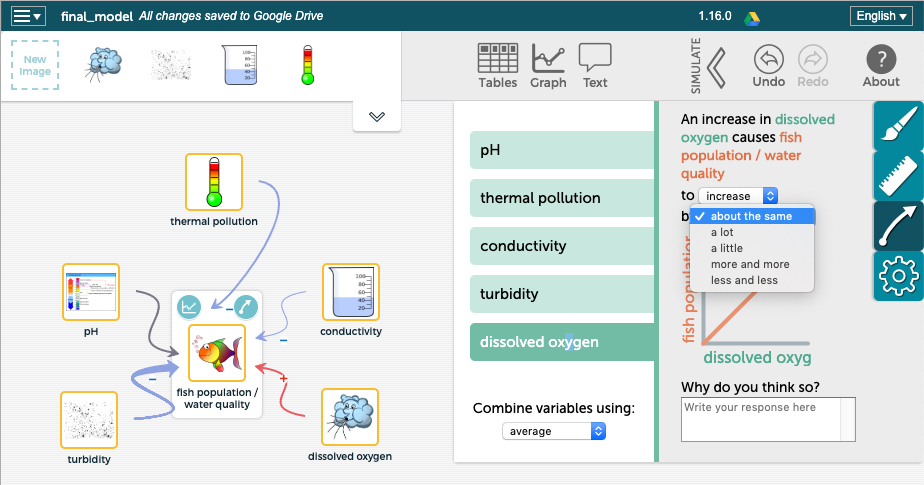 final_model All changes saved to Google Drive
1.16.0
English ▾
New
Image
Tables
Graph
Text
SIMULATE
Undo
Redo
About
thermal pollution
pH
conductivity
fish population /
water quality
turbidity
dissolved oxygen
pH
thermal pollution
conductivity
turbidity
dissolved oxygen
Combine variables using:
average
An increase in dissolved
oxygen causes fish
population / water
quality
to increase
b
✓ about the same
a lot
a little
more and more
less and less
fish population
dissolved oxyg
Why do you think so?
Write your response here